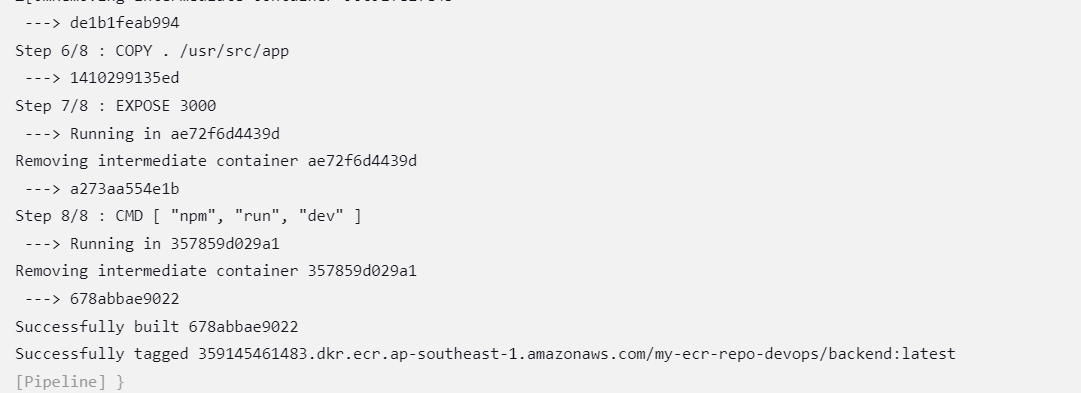 ---> de1b1feab994
Step 6/8 : COPY . /usr/src/app
---> 1410299135ed
Step 7/8 : EXPOSE 3000
---> Running in ae72f6d4439d
Removing intermediate container ae72f6d4439d
---> a273aa554e1b
Step 8/8 : CMD [ "npm", "run", "dev" ]
---> Running in 357859d029a1
Removing intermediate container 357859d029a1
---> 678abbae9022
Successfully built 678abbae9022
Successfully tagged 359145461483.dkr.ecr.ap-southeast-1.amazonaws.com/my-ecr-repo-devops/backend:latest
[Pipeline] }